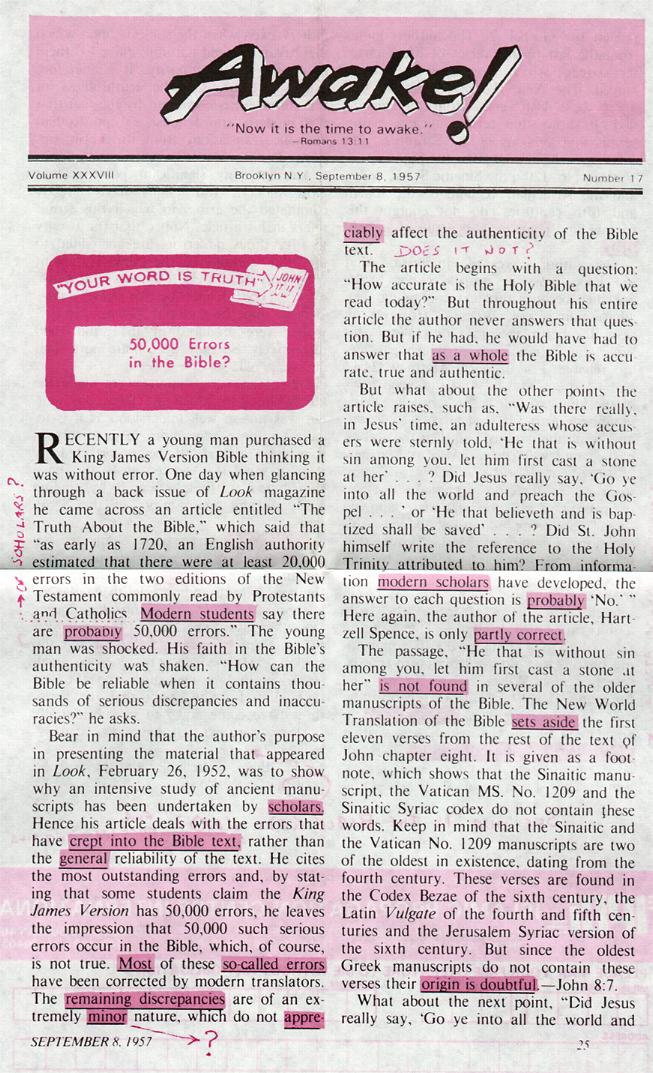 Awake!
"Now it is the time to awake."
—Romans 13:11
Volume XXXVIII Brooklyn N.Y., September 8, 1957 Number 17
"YOUR WORD IS TRUTH"
JOHN
17:17
50,000 Errors
in the Bible?
RECENTLY a young man purchased a
King James Version Bible thinking it
was without error. One day when glancing
through a back issue of Look magazine
he came across an article entitled "The
Truth About the Bible," which said that
"as early as 1720, an English authority
estimated that there were at least 20,000
errors in the two editions of the New
Testament commonly read by Protestants
and Catholics. Modern students say there
are probably 50,000 errors." The young
man was shocked. His faith in the Bible's
authenticity was shaken. "How can the
Bible be reliable when it contains thou-
sands of serious discrepancies and inaccu-
racies?" he asks.
Bear in mind that the author's purpose
in presenting the material that appeared
in Look, February 26, 1952, was to show
why an intensive study of ancient manu-
scripts has been undertaken by scholars.
Hence his article deals with the errors that
have crept into the Bible text, rather than
the general reliability of the text. He cites
the most outstanding errors and, by stat-
ing that some students claim the King
James Version has 50,000 errors, he leaves
the impression that 50,000 such serious
errors occur in the Bible, which, of course,
is not true. Most of these so-called errors
have been corrected by modern translators.
The remaining discrepancies are of an ex-
tremely minor nature, which do not appre-
?
SEPTEMBER 8, 1957
OR SCHOLARS?
ciably affect the authenticity of the Bible
text. DOES IT NOT?
The article begins with a question:
"How accurate is the Holy Bible that we
read today?" But throughout his entire
article the author never answers that ques-
tion. But if he had, he would have had to
answer that as a whole the Bible is accu-
rate, true and authentic.
But what about the other points the
article raises, such as, "Was there really,
in Jesus' time, an adulteress whose accus-
ers were sternly told, 'He that is without
sin among you, let him first cast a stone
at her' . . . ? Did Jesus really say, 'Go ye
into all the world and preach the Gos-
pel . . . ' or 'He that believeth and is bap-
tized shall be saved' . . . ? Did St. John
himself write the reference to the Holy
Trinity attributed to him? From informa-
tion modern scholars have developed, the
answer to each question is probably 'No.' "
Here again, the author of the article, Hart-
zell Spence, is only partly correct.
The passage, "He that is without sin
among you, let him first cast a stone at
her" is not found in several of the older
manuscripts of the Bible. The New World
Translation of the Bible sets aside the first
eleven verses from the rest of the text of
John chapter eight. It is given as a foot-
note, which shows that the Sinaitic manu-
script, the Vatican MS. No. 1209 and the
Sinaitic Syriac codex do not contain these
words. Keep in mind that the Sinaitic and
the Vatican No. 1209 manuscripts are two
of the oldest in existence, dating from the
fourth century. These verses are found in
the Codex Bezae of the sixth century, the
Latin Vulgate of the fourth and fifth cen-
turies and the Jerusalem Syriac version of
the sixth century. But since the oldest
Greek manuscripts do not contain these
verses their origin is doubtful.—John 8:7.
What about the next point, "Did Jesus
really say, 'Go ye into all the world and
25